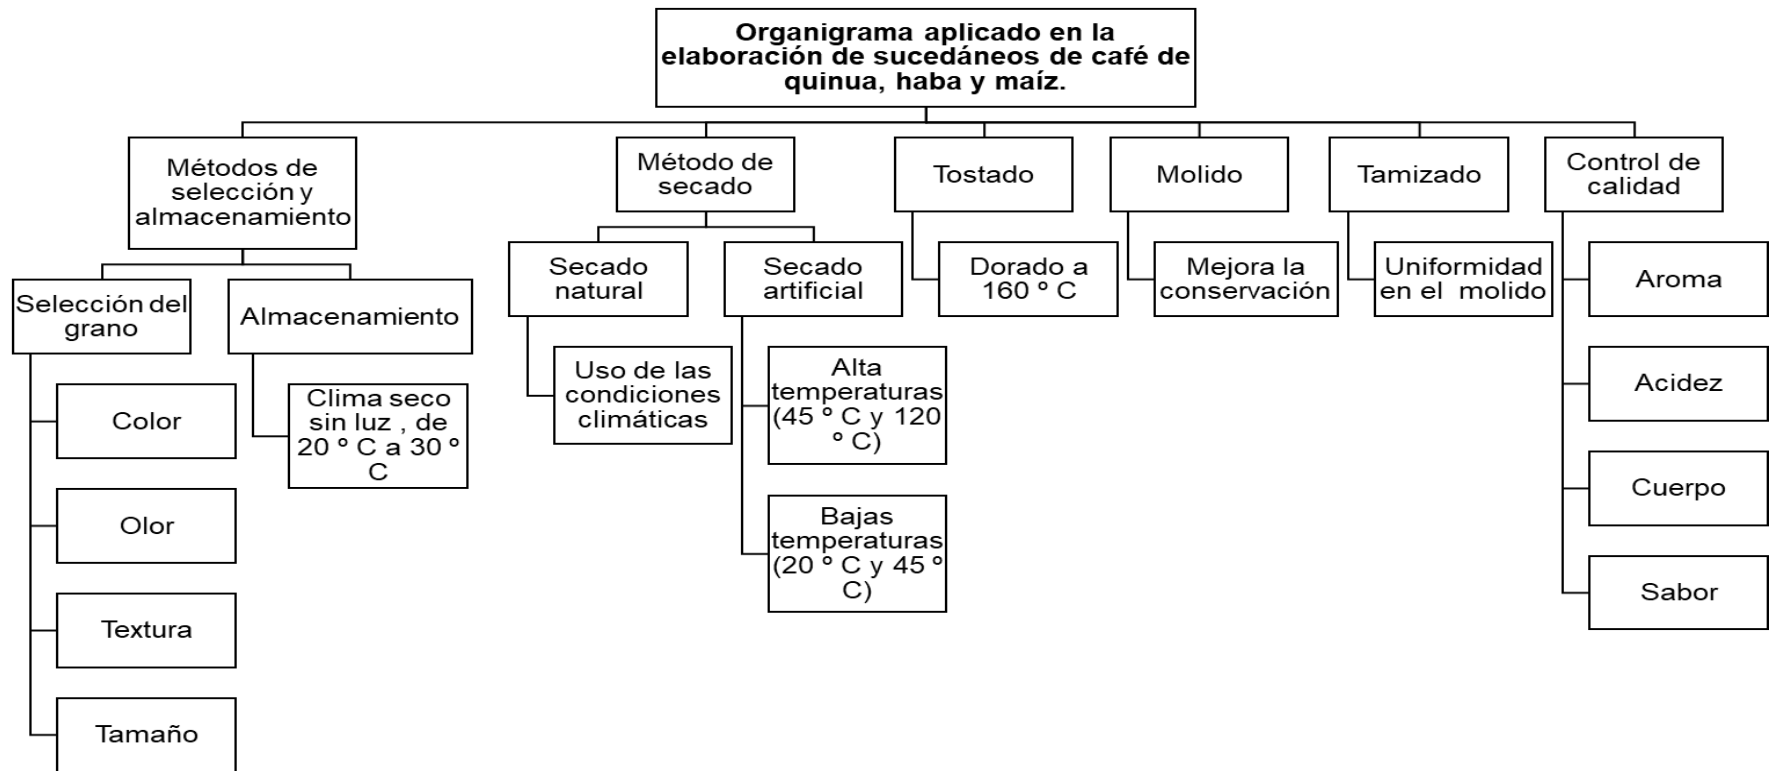 Organigrama aplicado en la
elaboración de sucedáneos de café de
quinua, haba y maíz.
Métodos de
selección y
almacenamiento
Método de
secado
Tostado
Molido
Tamizado
Control de
calidad
Selección del
grano
Almacenamiento
Secado
natural
Secado
artificial
Dorado a
160 º C
Mejora la
conservación
Uniformidad
en el molido
Aroma
Color
Olor
Textura
Tamaño
Clima seco
sin luz , de
20 º C a 30 º
C
Uso de las
condiciones
climáticas
Alta
temperaturas
(45 º C y 120
º C)
Bajas
temperaturas
(20 º C y 45 º
C)
Acidez
Cuerpo
Sabor